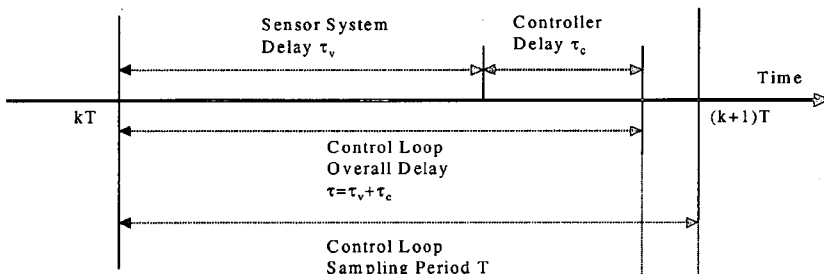 Sensor System
Delay τv
Controller
Delay τc
Time
kT
(k+1)T
Control Loop
Overall Delay
τ=τv+τc
Control Loop
Sampling Period T